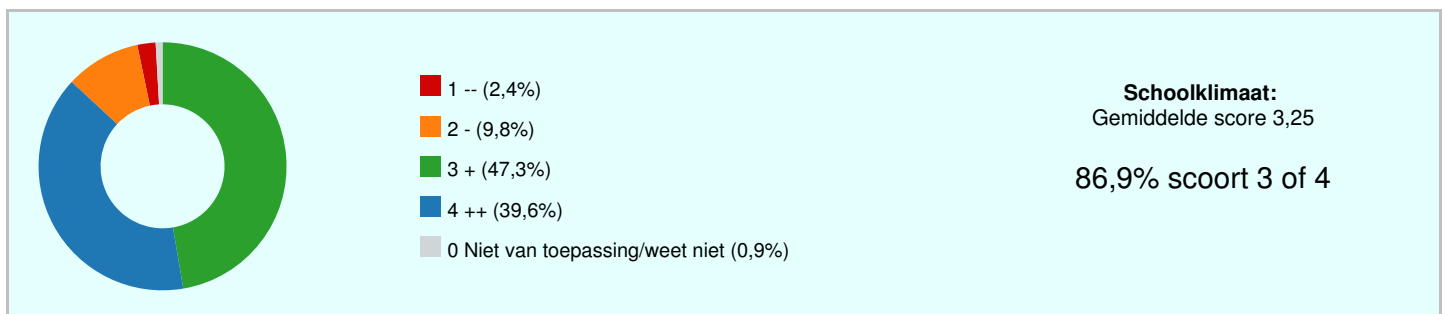 1 -- (2,4%)
2 - (9,8%)
3 + (47,3%)
4 ++ (39,6%)
0 Niet van toepassing/weet niet (0,9%)
Schoolklimaat:
Gemiddelde score 3,25
86,9% scoort 3 of 4